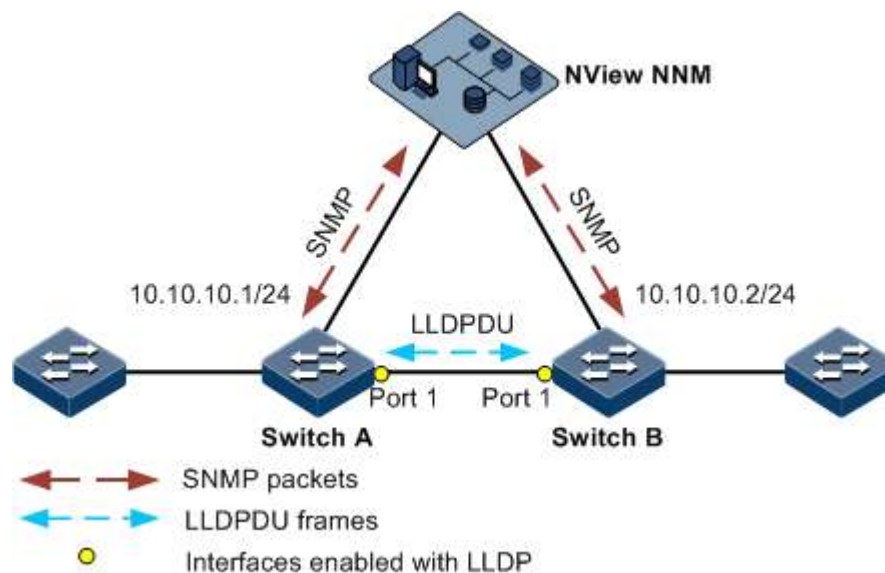 NView NNM
SNMP
SNMP
10.10.10.1/24
10.10.10.2/24
LLDPDU
Port 1
Port 1
Switch A
Switch B
SNMP packets
LLDPDU frames
Interfaces enabled with LLDP